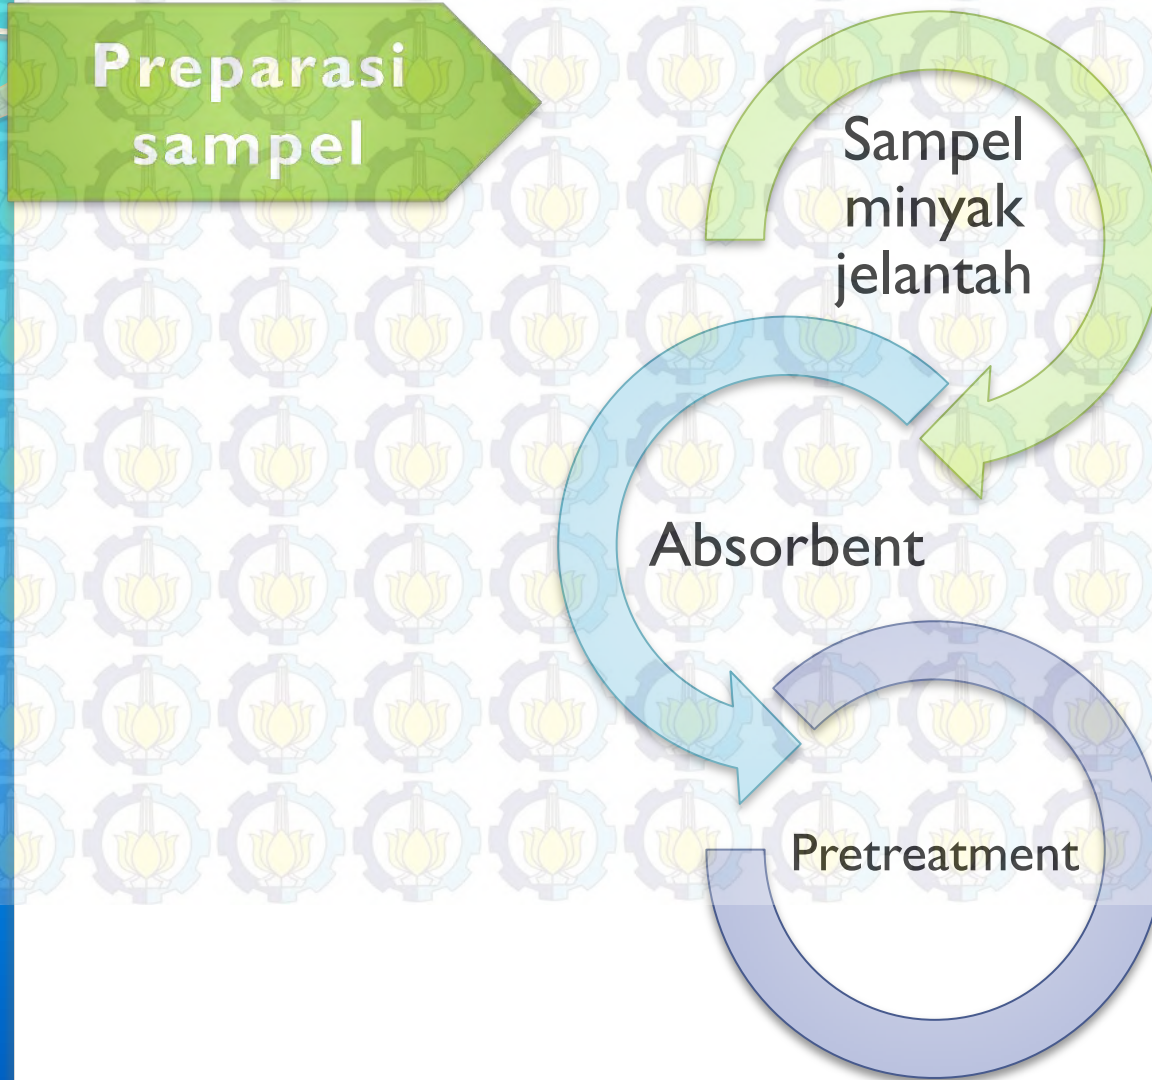 Preparasi
sampel
Sampel
minyak
jelantah
Absorbent
Pretreatment